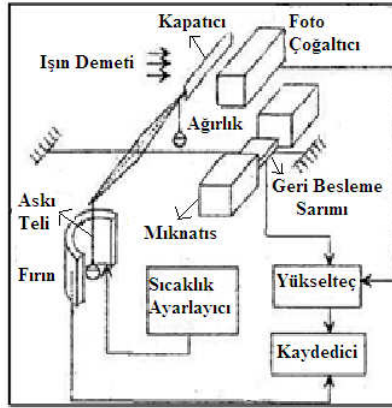 Kapatıcı
Foto
Çoğaltıcı
Işın Demeti
Ağırlık
Askı
Teli
Geri Besleme
Sarımı
Mıknatıs
Fırın
Sıcaklık
Ayarlayıcı
Yükselteç
Kaydedici